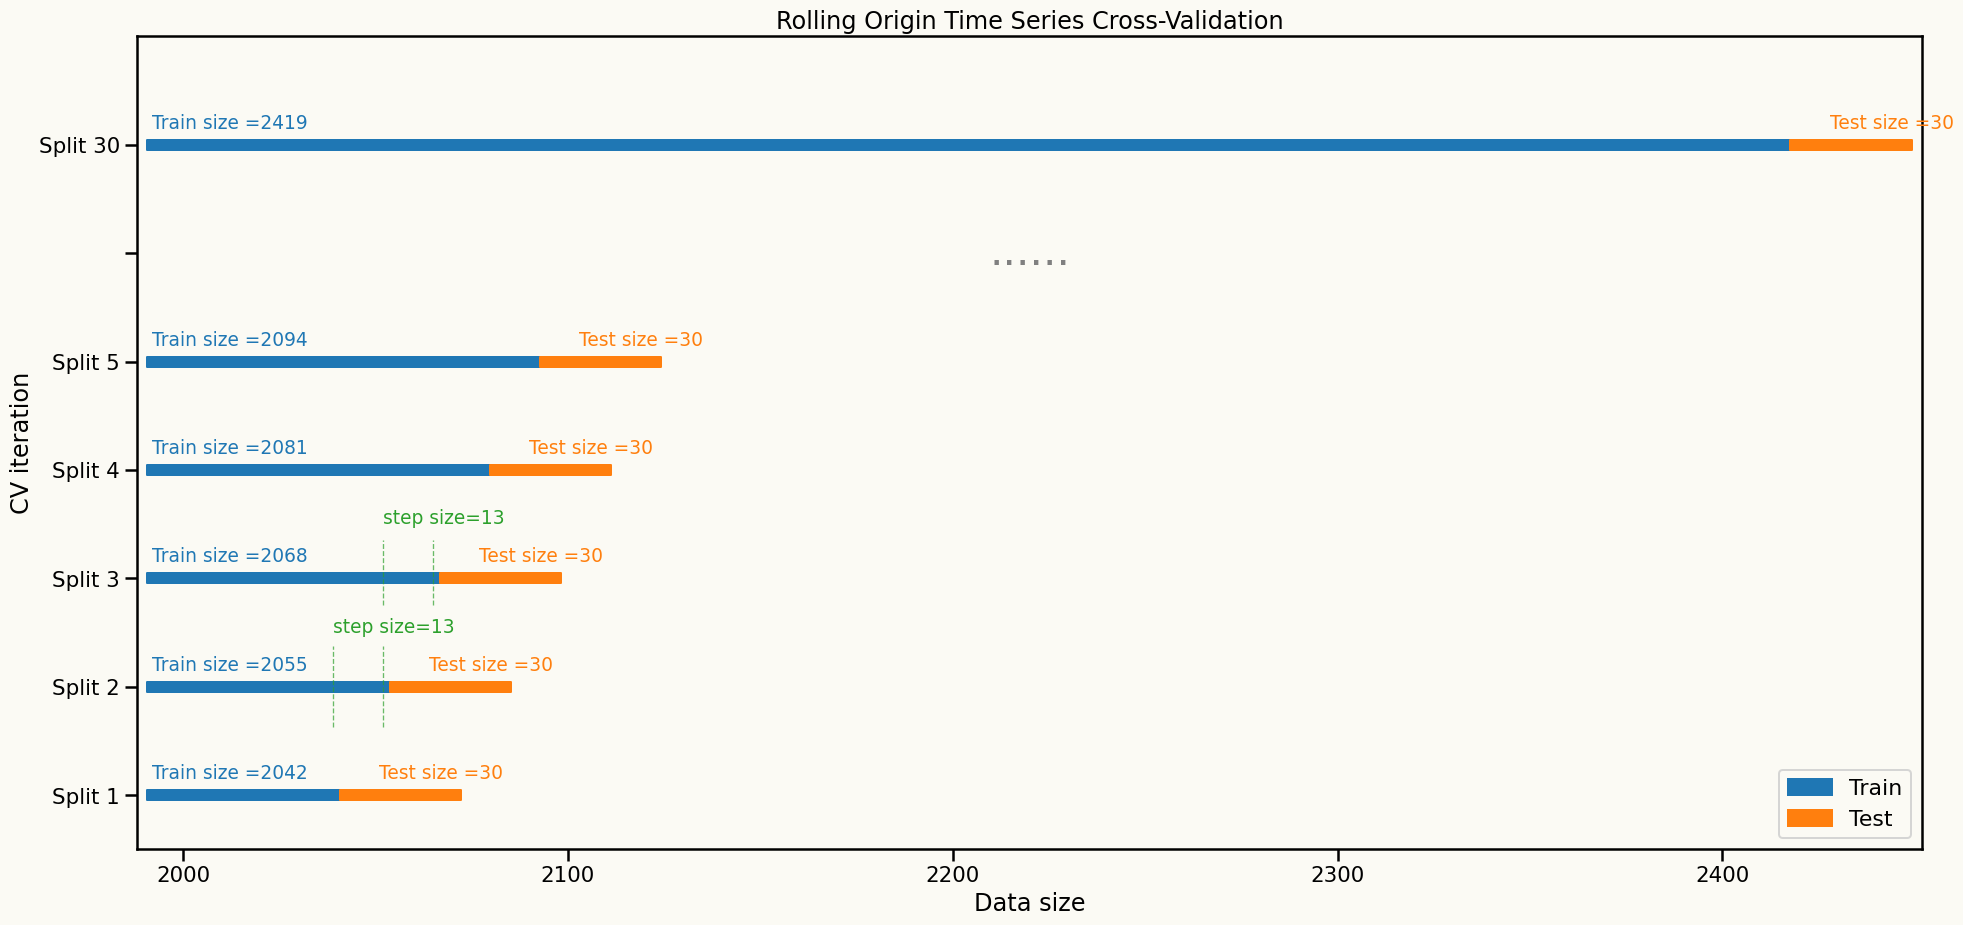 Rolling Origin Time Series Cross-Validation
Train size =2419
Test size =30
Split 30
......
Train size =2094
Test size =30
Split 5
Train size =2081
Test size =30
Split 4
step size=13
Train size =2068
Test size =30
Split 3
step size=13
Train size =2055
Test size =30
Split 2
Train size =2042
Test size =30
Split 1
CV iteration
Train
Test
2000
2100
2200
2300
2400
Data size